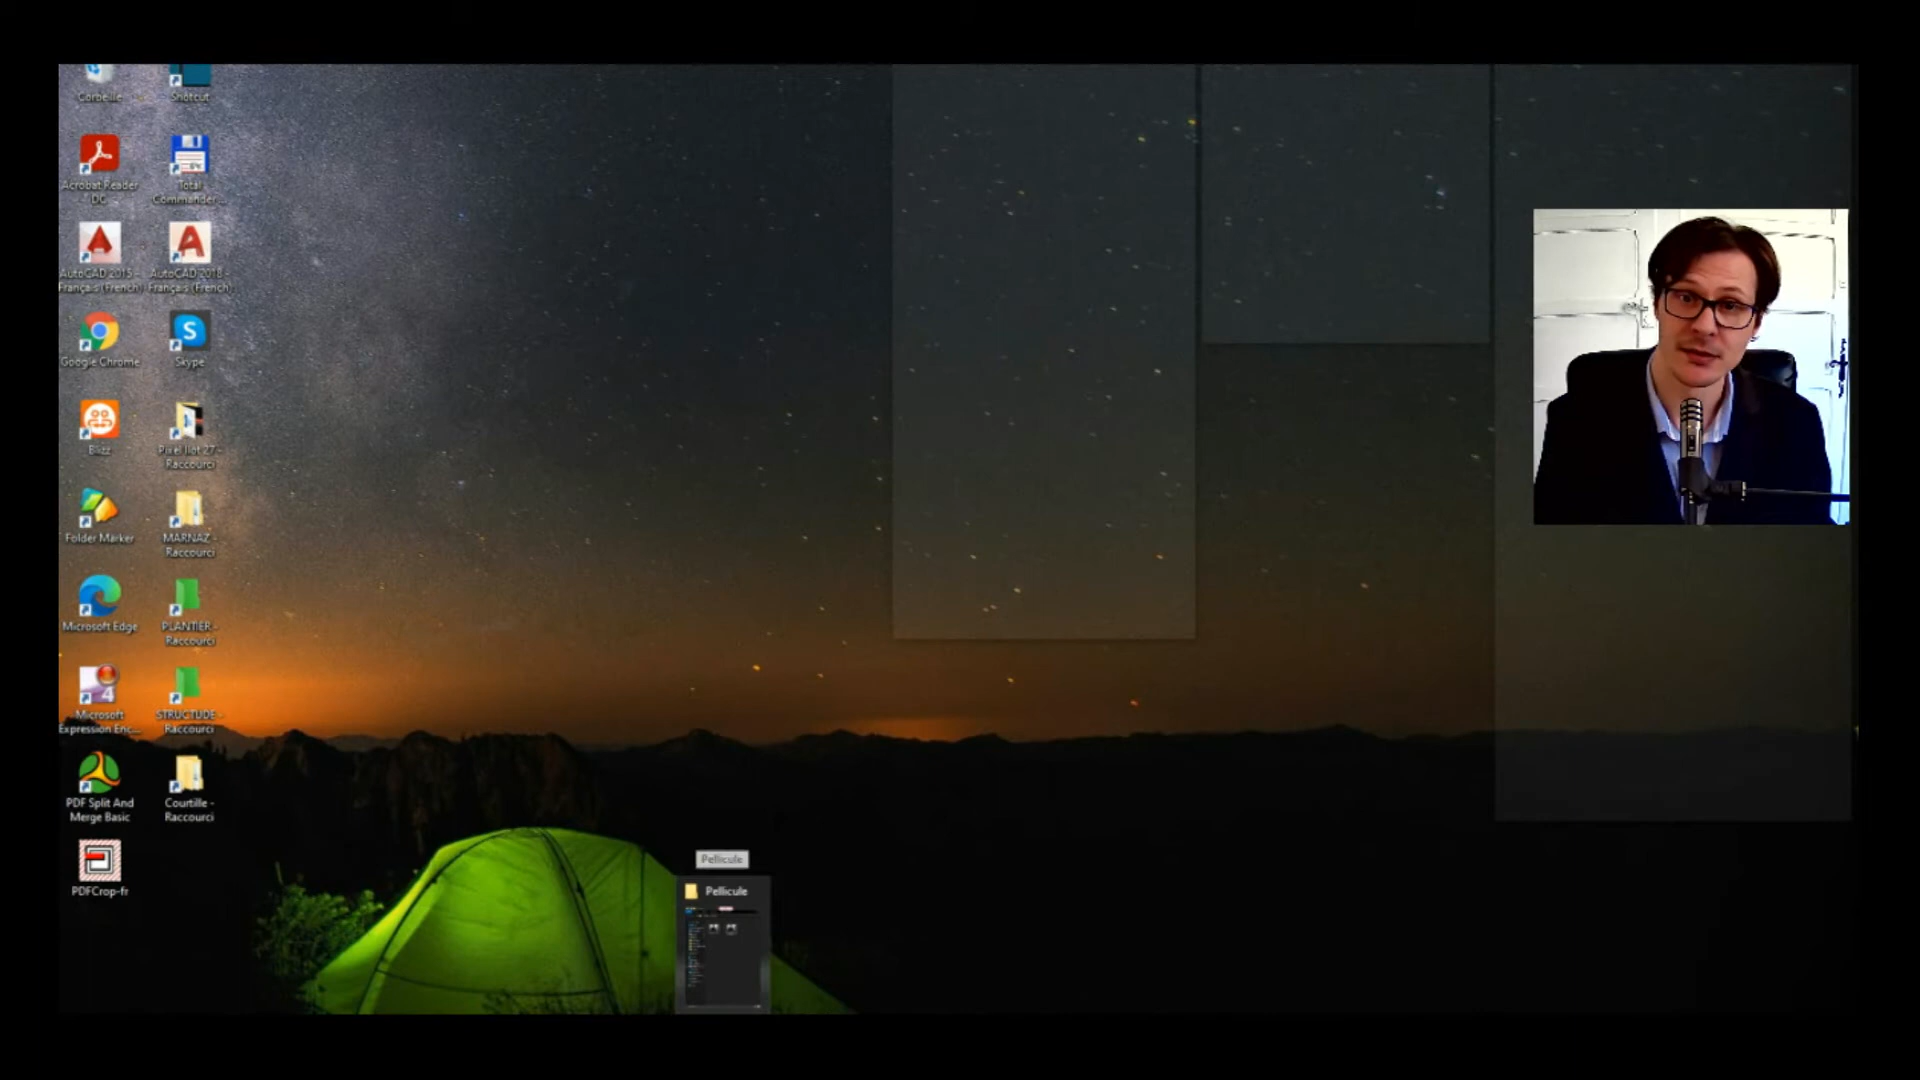 Corbeille
Shotcut
Acrobat Reader
DC
Total
Commander ...
AutoCAD 2015 -
Français (French)
AutoCAD 2018 -
Français (French)
Google Chrome
Skype
Blizz
Pixel Ilot 27 -
Raccourci
Folder Marker
MARNAZ -
Raccourci
Microsoft Edge
PLANTIER -
Raccourci
Microsoft
Expression Enc...
STRUCTUDE -
Raccourci
PDF Split And
Merge Basic
Courtille -
Raccourci
PDFCrop-fr
Pellicule
Pellicule